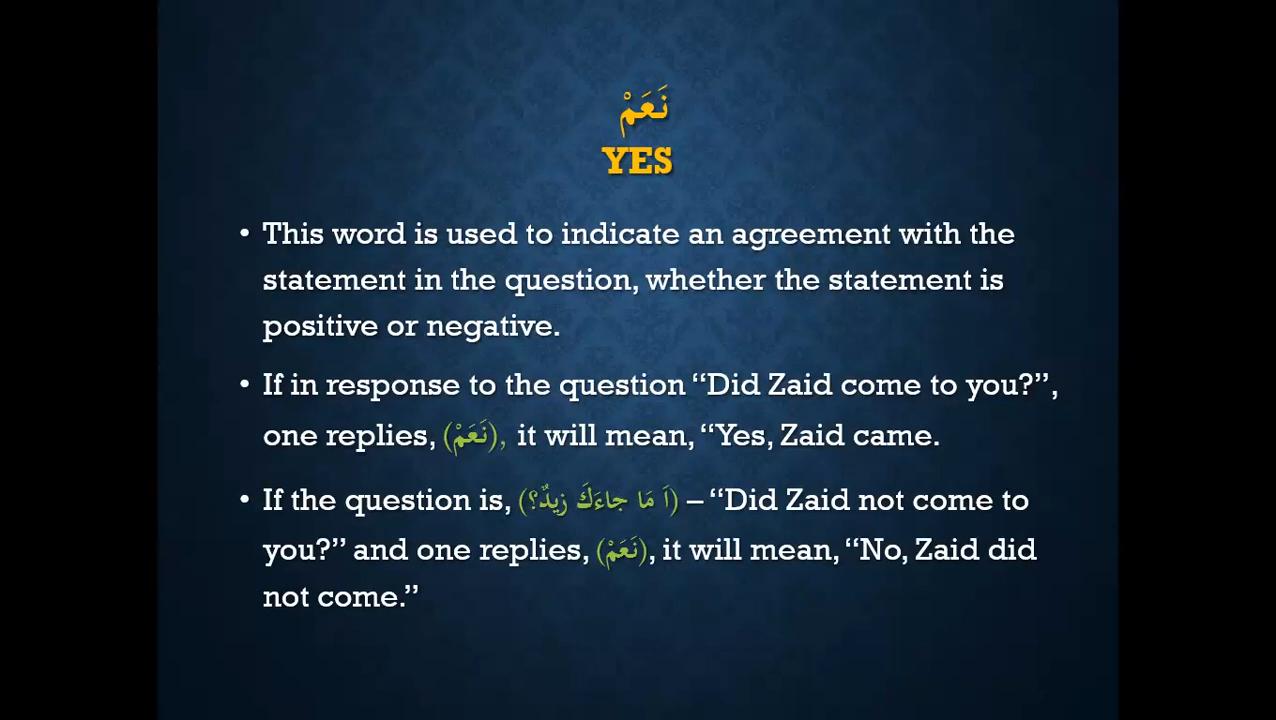 نَعَمْ
YES
• This word is used to indicate an agreement with the
statement in the question, whether the statement is
positive or negative.
• If in response to the question “Did Zaid come to you?”,
one replies, (نَعَمْ), it will mean, “Yes, Zaid came.
• If the question is, (اَ مَا جاءَكَ زيدٌ؟) – “Did Zaid not come to
you?” and one replies, (نَعَمْ), it will mean, “No, Zaid did
not come.”